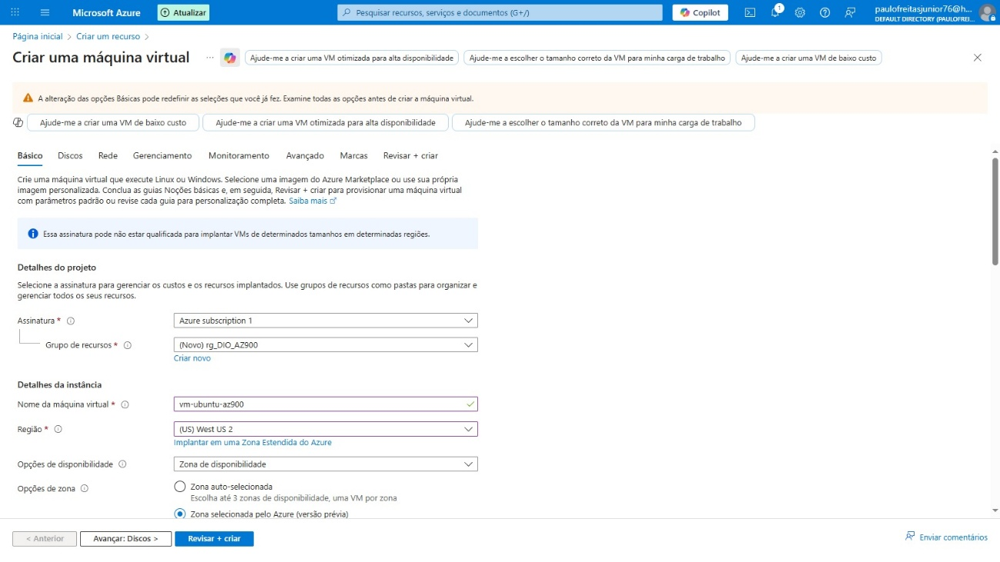 Microsoft Azure
Atualizar
Pesquisar recursos, serviços e documentos (G+/)
Copilot
1
paulofreitasjunior76@h...
DEFAULT DIRECTORY (PAULOFREI...
Página inicial > Criar um recurso >
Criar uma máquina virtual ...
Ajude-me a criar uma VM otimizada para alta disponibilidade
Ajude-me a escolher o tamanho correto da VM para minha carga de trabalho
Ajude-me a criar uma VM de baixo custo
A alteração das opções Básicas pode redefinir as seleções que você já fez. Examine todas as opções antes de criar a máquina virtual.
Ajude-me a criar uma VM de baixo custo
Ajude-me a criar uma VM otimizada para alta disponibilidade
Ajude-me a escolher o tamanho correto da VM para minha carga de trabalho
Básico Discos Rede Gerenciamento Monitoramento Avançado Marcas Revisar + criar
Crie uma máquina virtual que execute Linux ou Windows. Selecione uma imagem do Azure Marketplace ou use sua própria
imagem personalizada. Conclua as guias Noções básicas e, em seguida, Revisar + criar para provisionar uma máquina virtual
com parâmetros padrão ou revise cada guia para personalização completa. Saiba mais
Essa assinatura pode não estar qualificada para implantar VMs de determinados tamanhos em determinadas regiões.
Detalhes do projeto
Selecione a assinatura para gerenciar os custos e os recursos implantados. Use grupos de recursos como pastas para organizar e
gerenciar todos os seus recursos.
Assinatura *
Azure subscription 1
Grupo de recursos *
(Novo) rg_DIO_AZ900
Criar novo
Detalhes da instância
Nome da máquina virtual *
vm-ubuntu-az900
Região *
(US) West US 2
Implantar em uma Zona Estendida do Azure
Opções de disponibilidade
Zona de disponibilidade
Opções de zona
Zona auto-selecionada
Escolha até 3 zonas de disponibilidade, uma VM por zona
Zona selecionada pelo Azure (versão prévia)
< Anterior
Avançar: Discos >
Revisar + criar
Enviar comentários